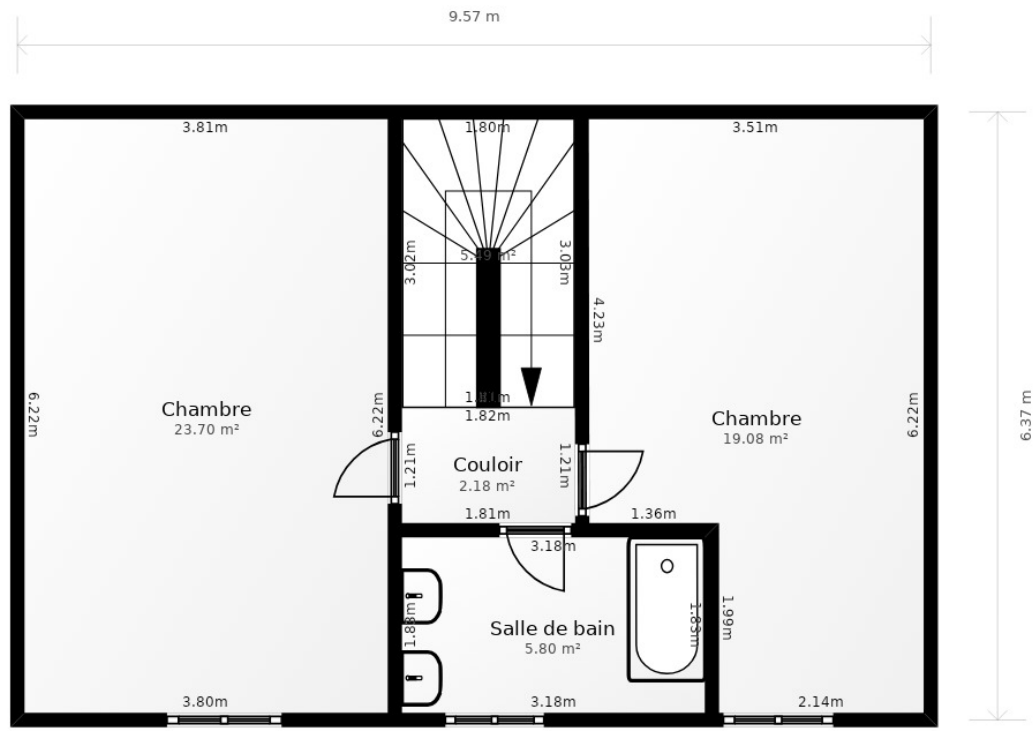 9.57 m
3.81m
1.80m
3.51m
3.02m
5.49 m²
3.03m
4.23m
6.22m
Chambre
23.70 m²
6.22m
1.82m
Couloir
2.18 m²
1.21m
1.21m
1.81m
Chambre
19.08 m²
6.22m
6.37 m
1.36m
3.18m
1.83m
Salle de bain
5.80 m²
1.83m
1.99m
3.80m
3.18m
2.14m